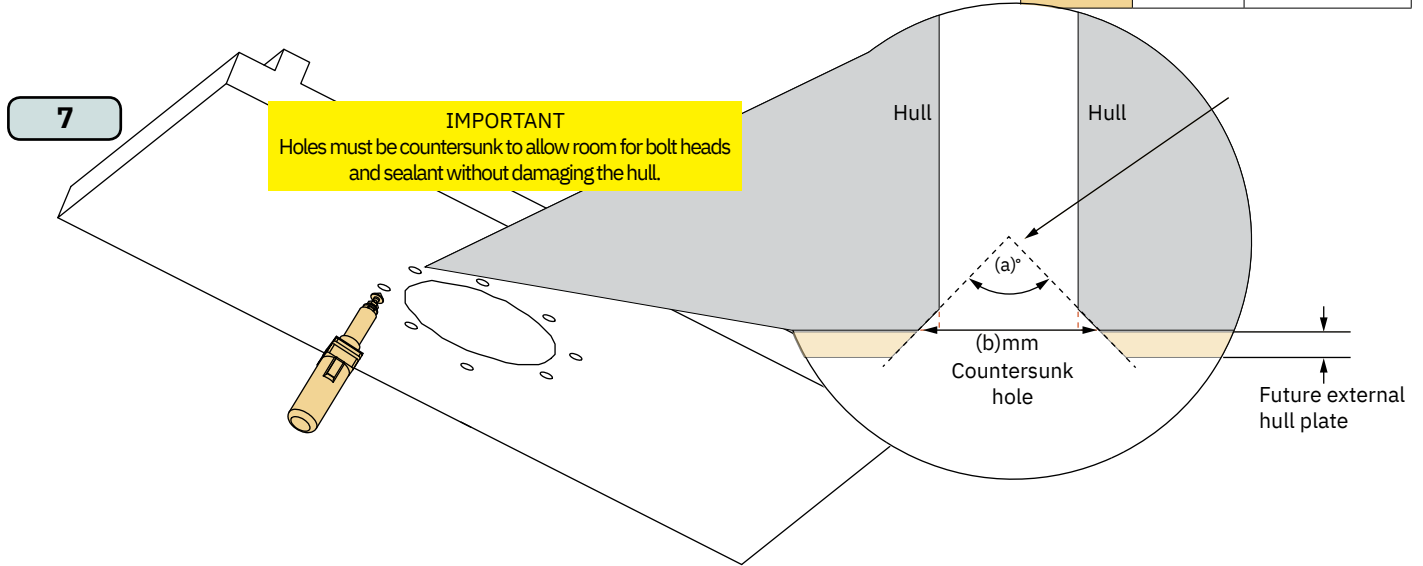 7
IMPORTANT
Holes must be countersunk to allow room for bolt heads
and sealant without damaging the hull.
Hull
Hull
(a)°
(b)mm
Countersunk
hole
Future external
hull plate